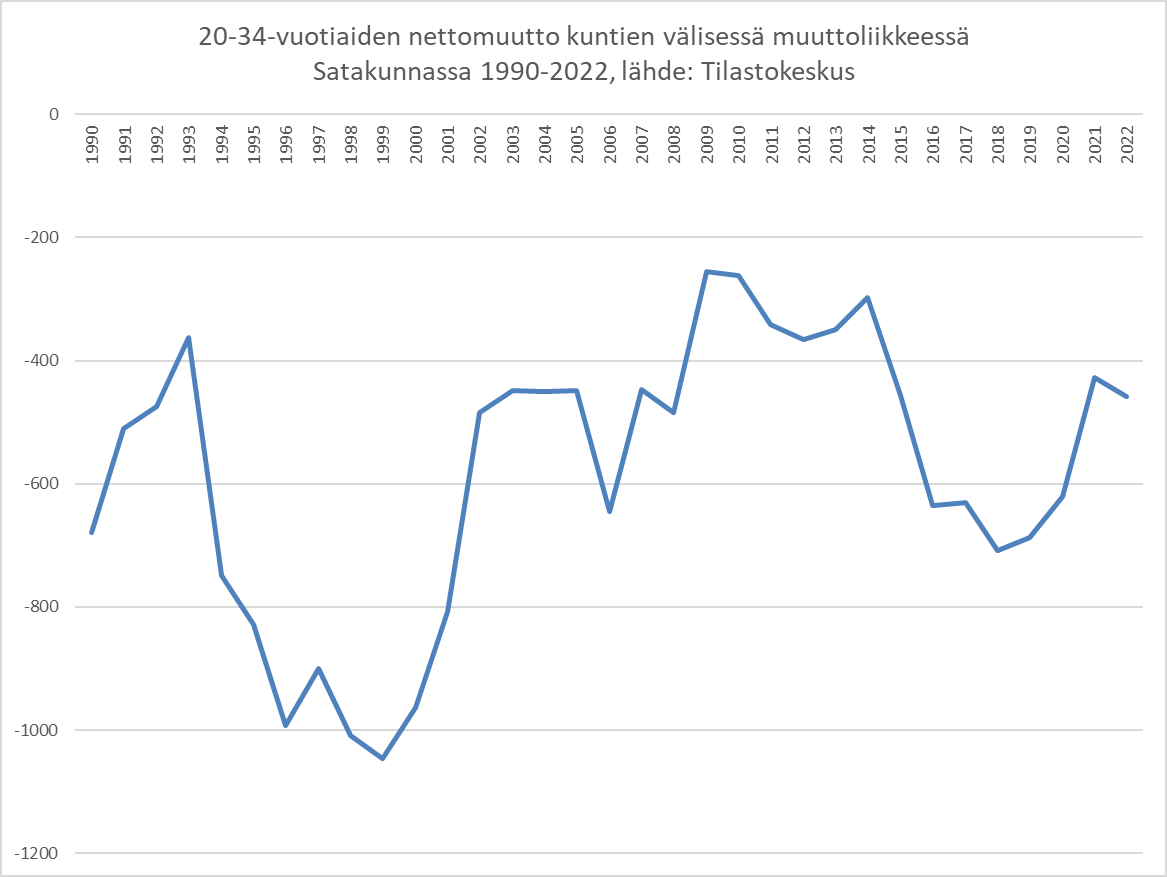 20-34-vuotiaiden nettomuutto kuntien välisessä muuttoliikkeessä
Satakunnassa 1990-2022, lähde: Tilastokeskus
0
1990 1991 1992 1993 1994 1995 1996 1997 1998 1999 2000 2001 2002 2003 2004 2005 2006 2007 2008 2009 2010 2011 2012 2013 2014 2015 2016 2017 2018 2019 2020 2021 2022
-200
-400
-600
-800
-1000
-1200